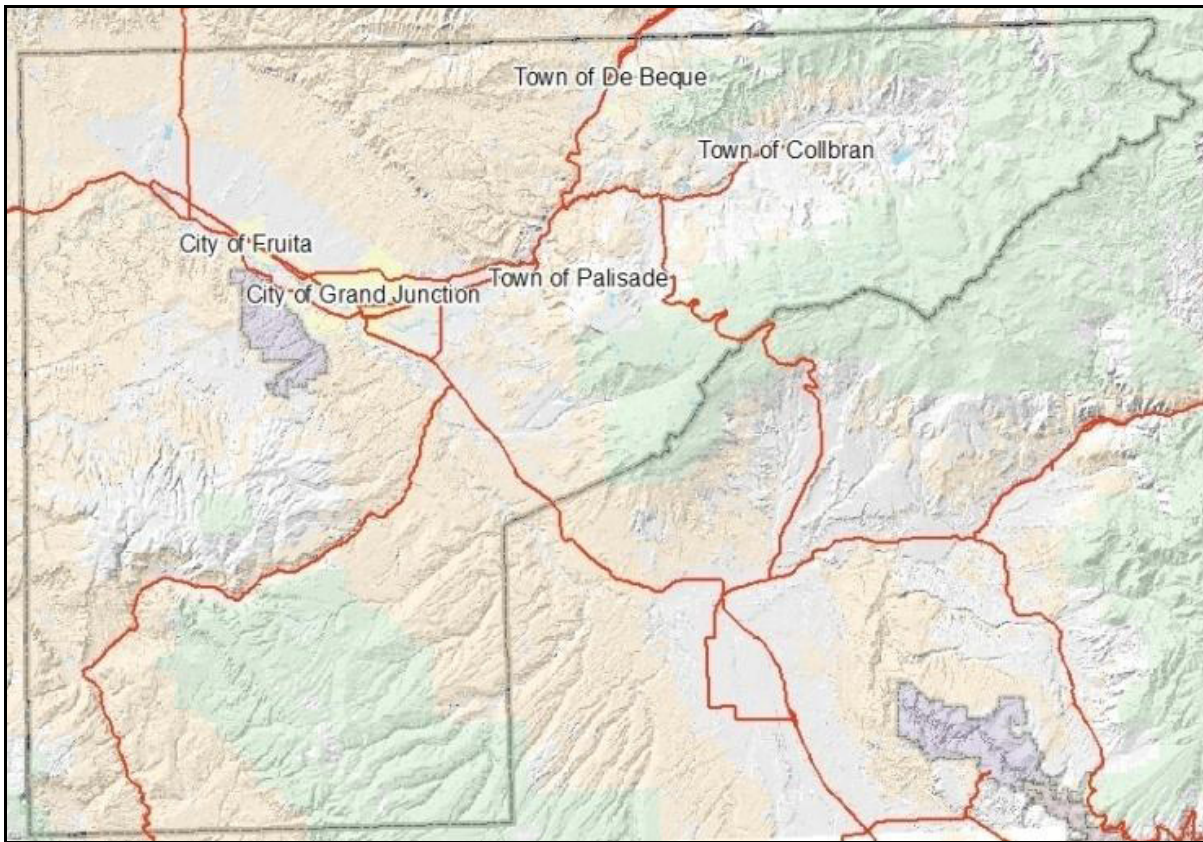 Town of De Beque
Town of Collbran
City of Fruita
Town of Palisade
City of Grand Junction